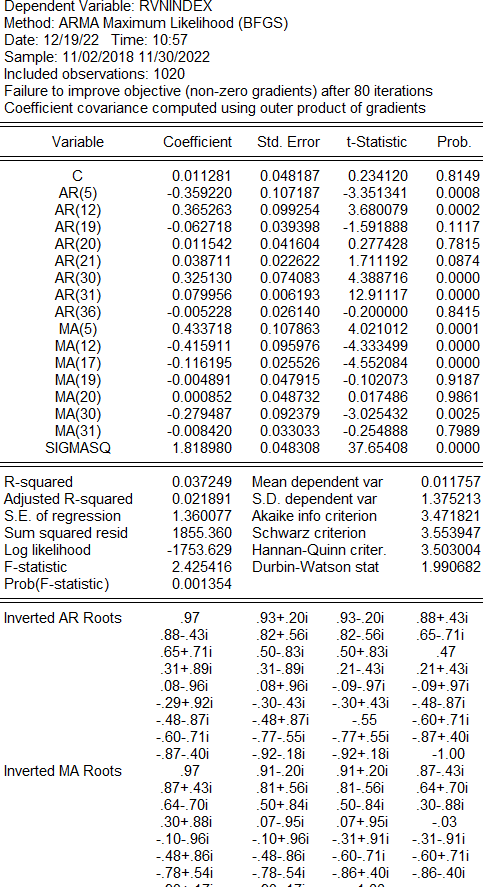 Dependent Variable: RVNINDEX
Method: ARMA Maximum Likelihood (BFGS)
Date: 12/19/22 Time: 10:57
Sample: 11/02/2018 11/30/2022
Included observations: 1020
Failure to improve objective (non-zero gradients) after 80 iterations
Coefficient covariance computed using outer product of gradients
Variable Coefficient Std. Error t-Statistic Prob.
C 0.011281 0.048187 0.234120 0.8149
AR(5) -0.359220 0.107187 -3.351341 0.0008
AR(12) 0.365263 0.099254 3.680079 0.0002
AR(19) -0.062718 0.039398 -1.591888 0.1117
AR(20) 0.011542 0.041604 0.277428 0.7815
AR(21) 0.038711 0.022622 1.711192 0.0874
AR(30) 0.325130 0.074083 4.388716 0.0000
AR(31) 0.079956 0.006193 12.91117 0.0000
AR(36) -0.005228 0.026140 -0.200000 0.8415
MA(5) 0.433718 0.107863 4.021012 0.0001
MA(12) -0.415911 0.095976 -4.333499 0.0000
MA(17) -0.116195 0.025526 -4.552084 0.0000
MA(19) -0.004891 0.047915 -0.102073 0.9187
MA(20) 0.000852 0.048732 0.017486 0.9861
MA(30) -0.279487 0.092379 -3.025432 0.0025
MA(31) -0.008420 0.033033 -0.254888 0.7989
SIGMASQ 1.818980 0.048308 37.65408 0.0000
R-squared 0.037249 Mean dependent var 0.011757
Adjusted R-squared 0.021891 S.D. dependent var 1.375213
S.E. of regression 1.360077 Akaike info criterion 3.471821
Sum squared resid 1855.360 Schwarz criterion 3.553947
Log likelihood -1753.629 Hannan-Quinn criter. 3.503004
F-statistic 2.425416 Durbin-Watson stat 1.990682
Prob(F-statistic) 0.001354
Inverted AR Roots .97 .93+.20i .93-.20i .88+.43i
.88-.43i .82+.56i .82-.56i .65-.71i
.65+.71i .50-.83i .50+.83i .47
.31+.89i .31-.89i .21-.43i .21+.43i
.08-.96i .08+.96i -.09-.97i -.09+.97i
-.29+.92i -.30-.43i -.30+.43i -.48-.87i
-.48-.87i -.48+.87i -.55 -.60+.71i
-.60-.71i -.77-.55i -.77+.55i -.87+.40i
-.87-.40i -.92-.18i -.92+.18i -1.00
Inverted MA Roots .97 .91-.20i .91+.20i .87-.43i
.87+.43i .81+.56i .81-.56i .64+.70i
.64-.70i .50+.84i .50-.84i .30-.88i
.30+.88i .07-.95i .07+.95i -.03
-.10-.96i -.10+.96i -.31+.91i -.31-.91i
-.48+.86i -.48-.86i -.60-.71i -.60+.71i
-.78+.54i -.78-.54i -.86+.40i -.86-.40i